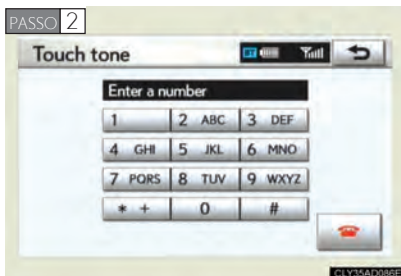 PASSO 2
Touch tone
BT
Enter a number
1 2 ABC 3 DEF
4 GHI 5 JKL 6 MNO
7 PQRS 8 TUV 9 WXYZ
* + 0 #
CLY35AD086E